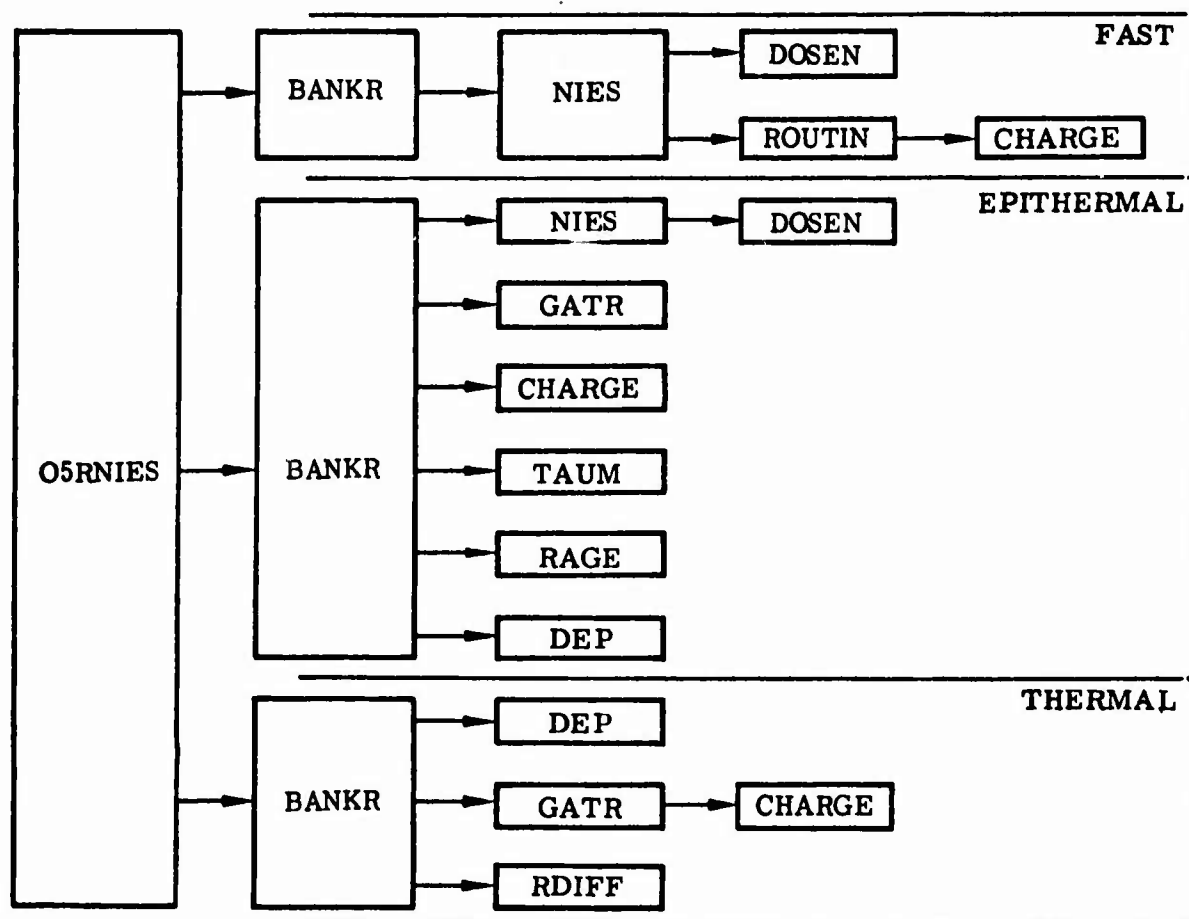 FAST
DOSEN
BANKR
NIES
ROUTIN
CHARGE
EPITHERMAL
NIES
DOSEN
GATR
CHARGE
O5RNIES
BANKR
TAUM
RAGE
DEP
THERMAL
DEP
BANKR
GATR
CHARGE
RDIFF